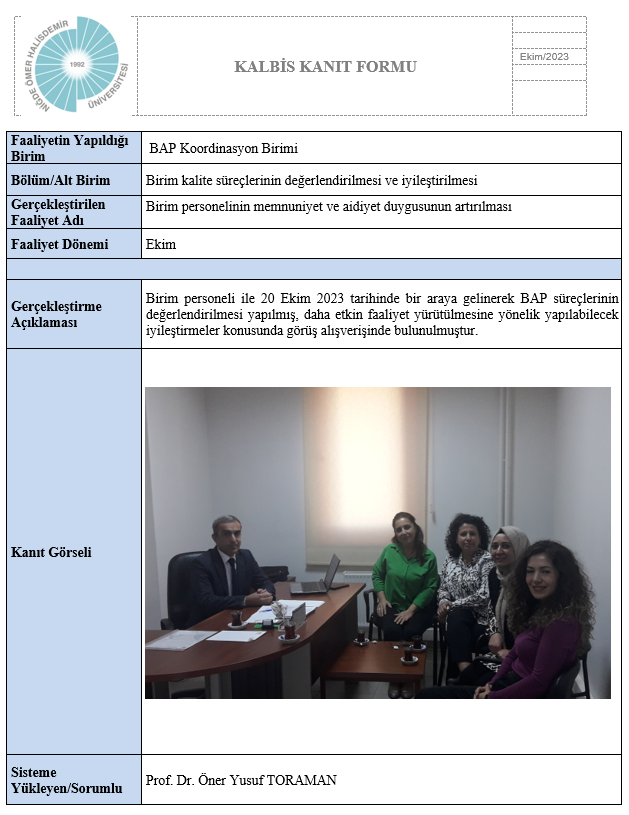 NİĞDE ÖMER HALİSDEMİR
ÜNİVERSİTESİ
1992
KALBİS KANIT FORMU
Ekim/2023
Faaliyetin Yapıldığı
Birim
BAP Koordinasyon Birimi
Bölüm/Alt Birim
Birim kalite süreçlerinin değerlendirilmesi ve iyileştirilmesi
Gerçekleştirilen
Faaliyet Adı
Birim personelinin memnuniyet ve aidiyet duygusunun artırılması
Faaliyet Dönemi
Ekim
Gerçekleştirme
Açıklaması
Birim personeli ile 20 Ekim 2023 tarihinde bir araya gelinerek BAP süreçlerinin
değerlendirilmesi yapılmış, daha etkin faaliyet yürütülmesine yönelik yapılabilecek
iyileştirmeler konusunda görüş alışverişinde bulunulmuştur.
Kanıt Görseli
Sisteme
Yükleyen/Sorumlu
Prof. Dr. Öner Yusuf TORAMAN